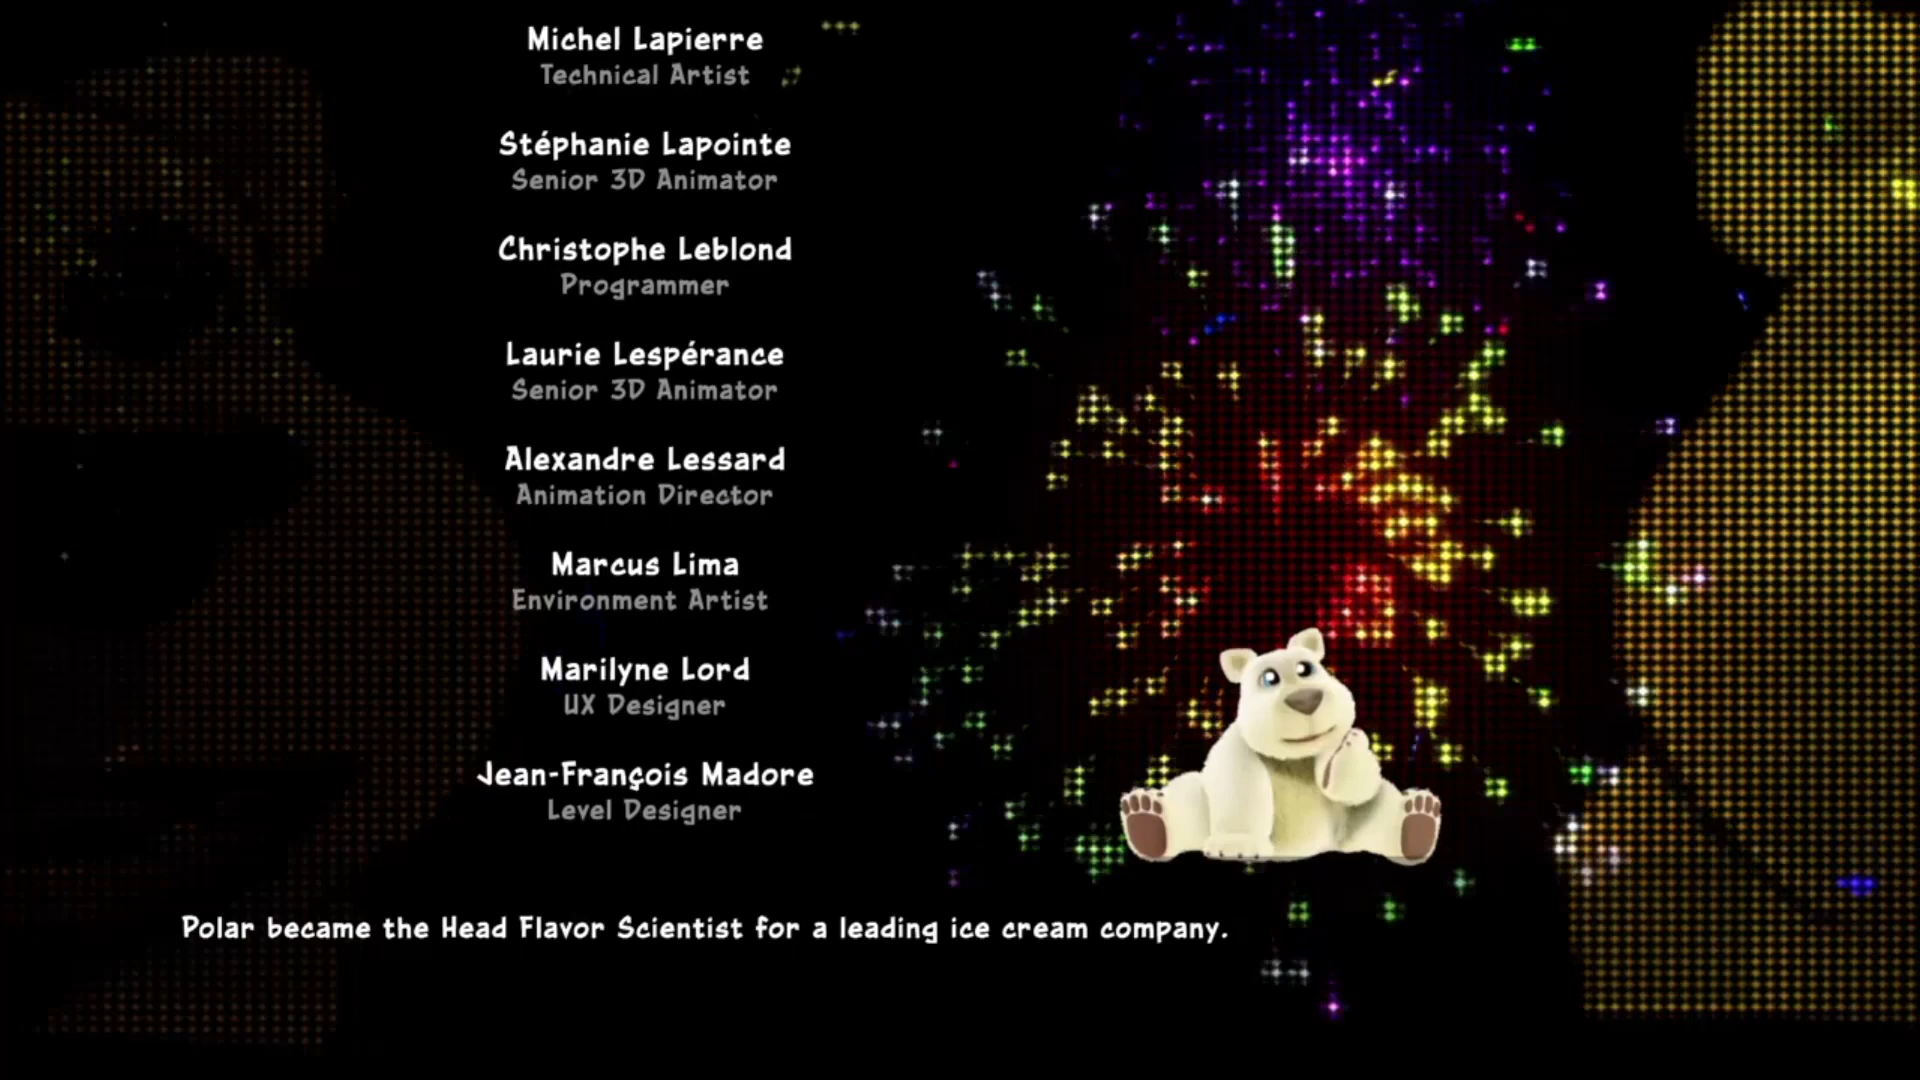 Michel Lapierre
Technical Artist
Stéphanie Lapointe
Senior 3D Animator
Christophe Leblond
Programmer
Laurie Lespérance
Senior 3D Animator
Alexandre Lessard
Animation Director
Marcus Lima
Environment Artist
Marilyne Lord
UX Designer
Jean-François Madore
Level Designer
Polar became the Head Flavor Scientist for a leading ice cream company.